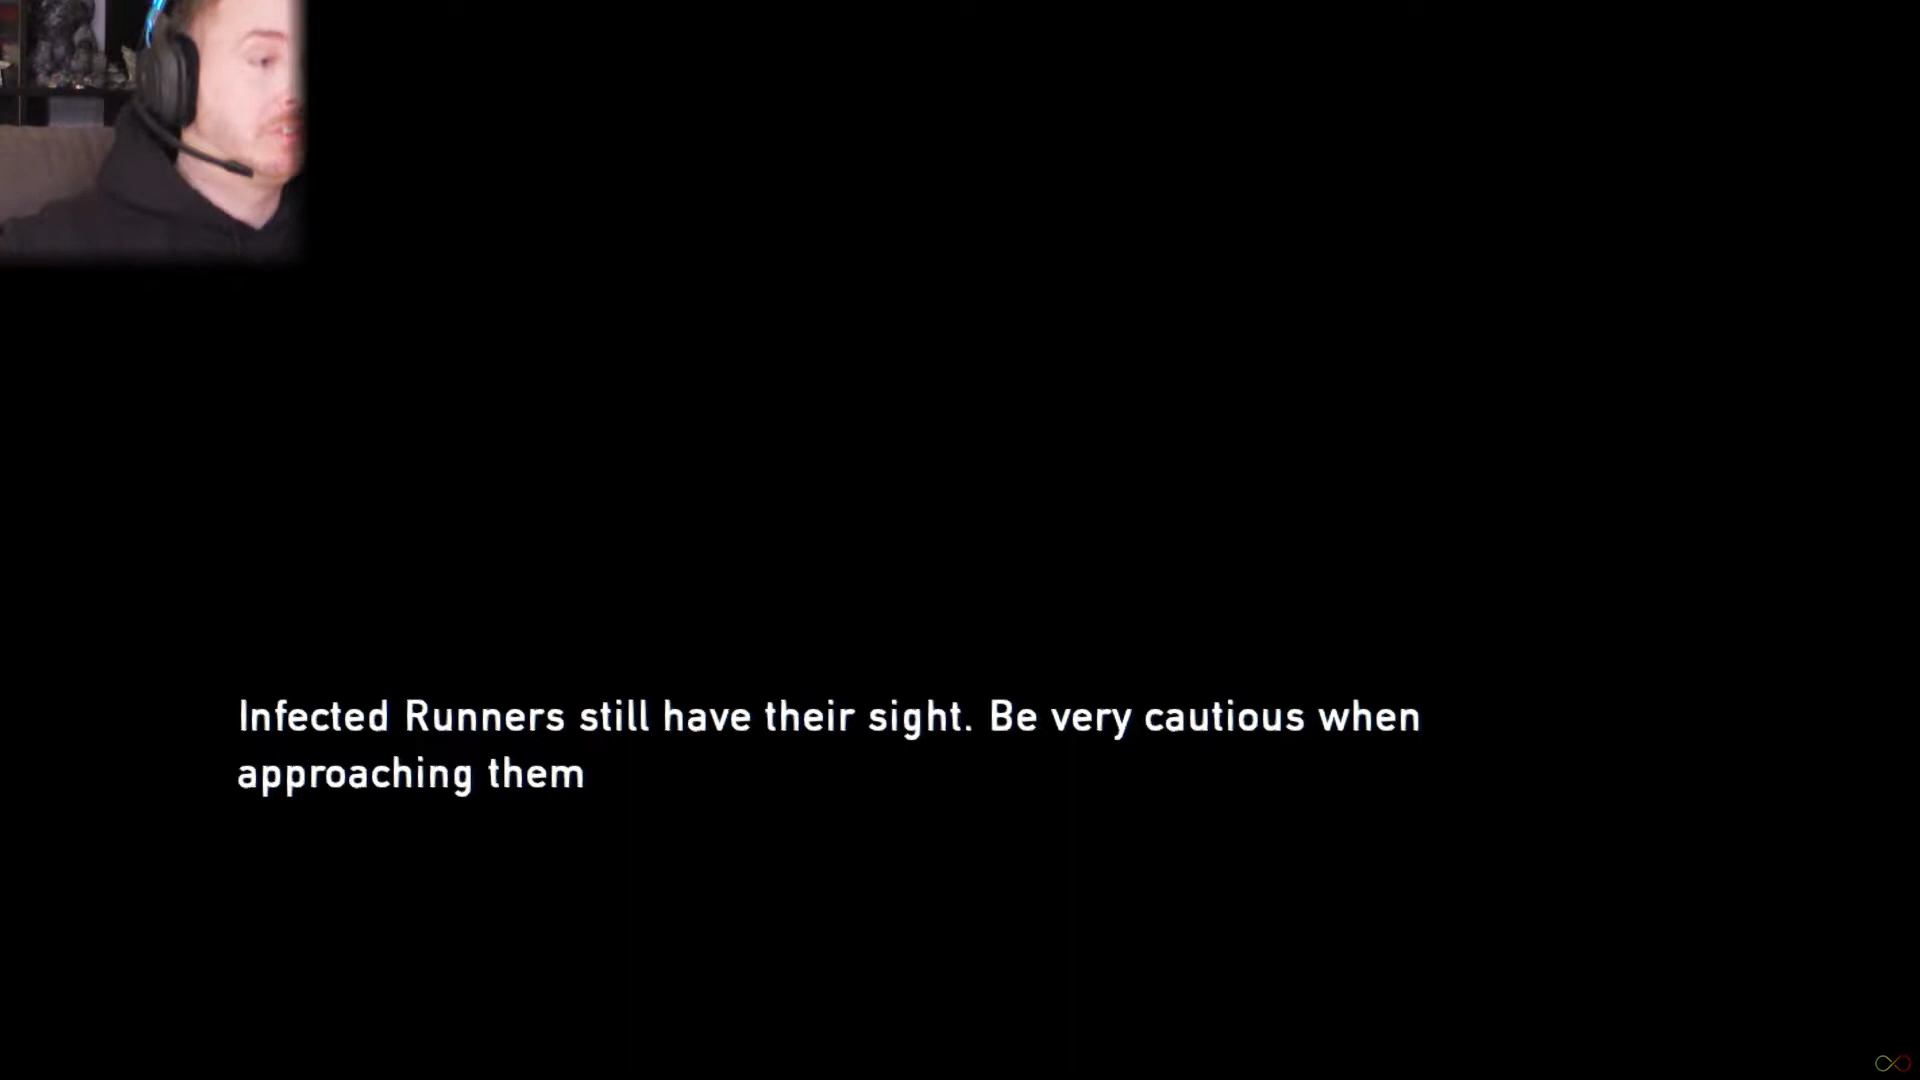 Infected Runners still have their sight. Be very cautious when
approaching them